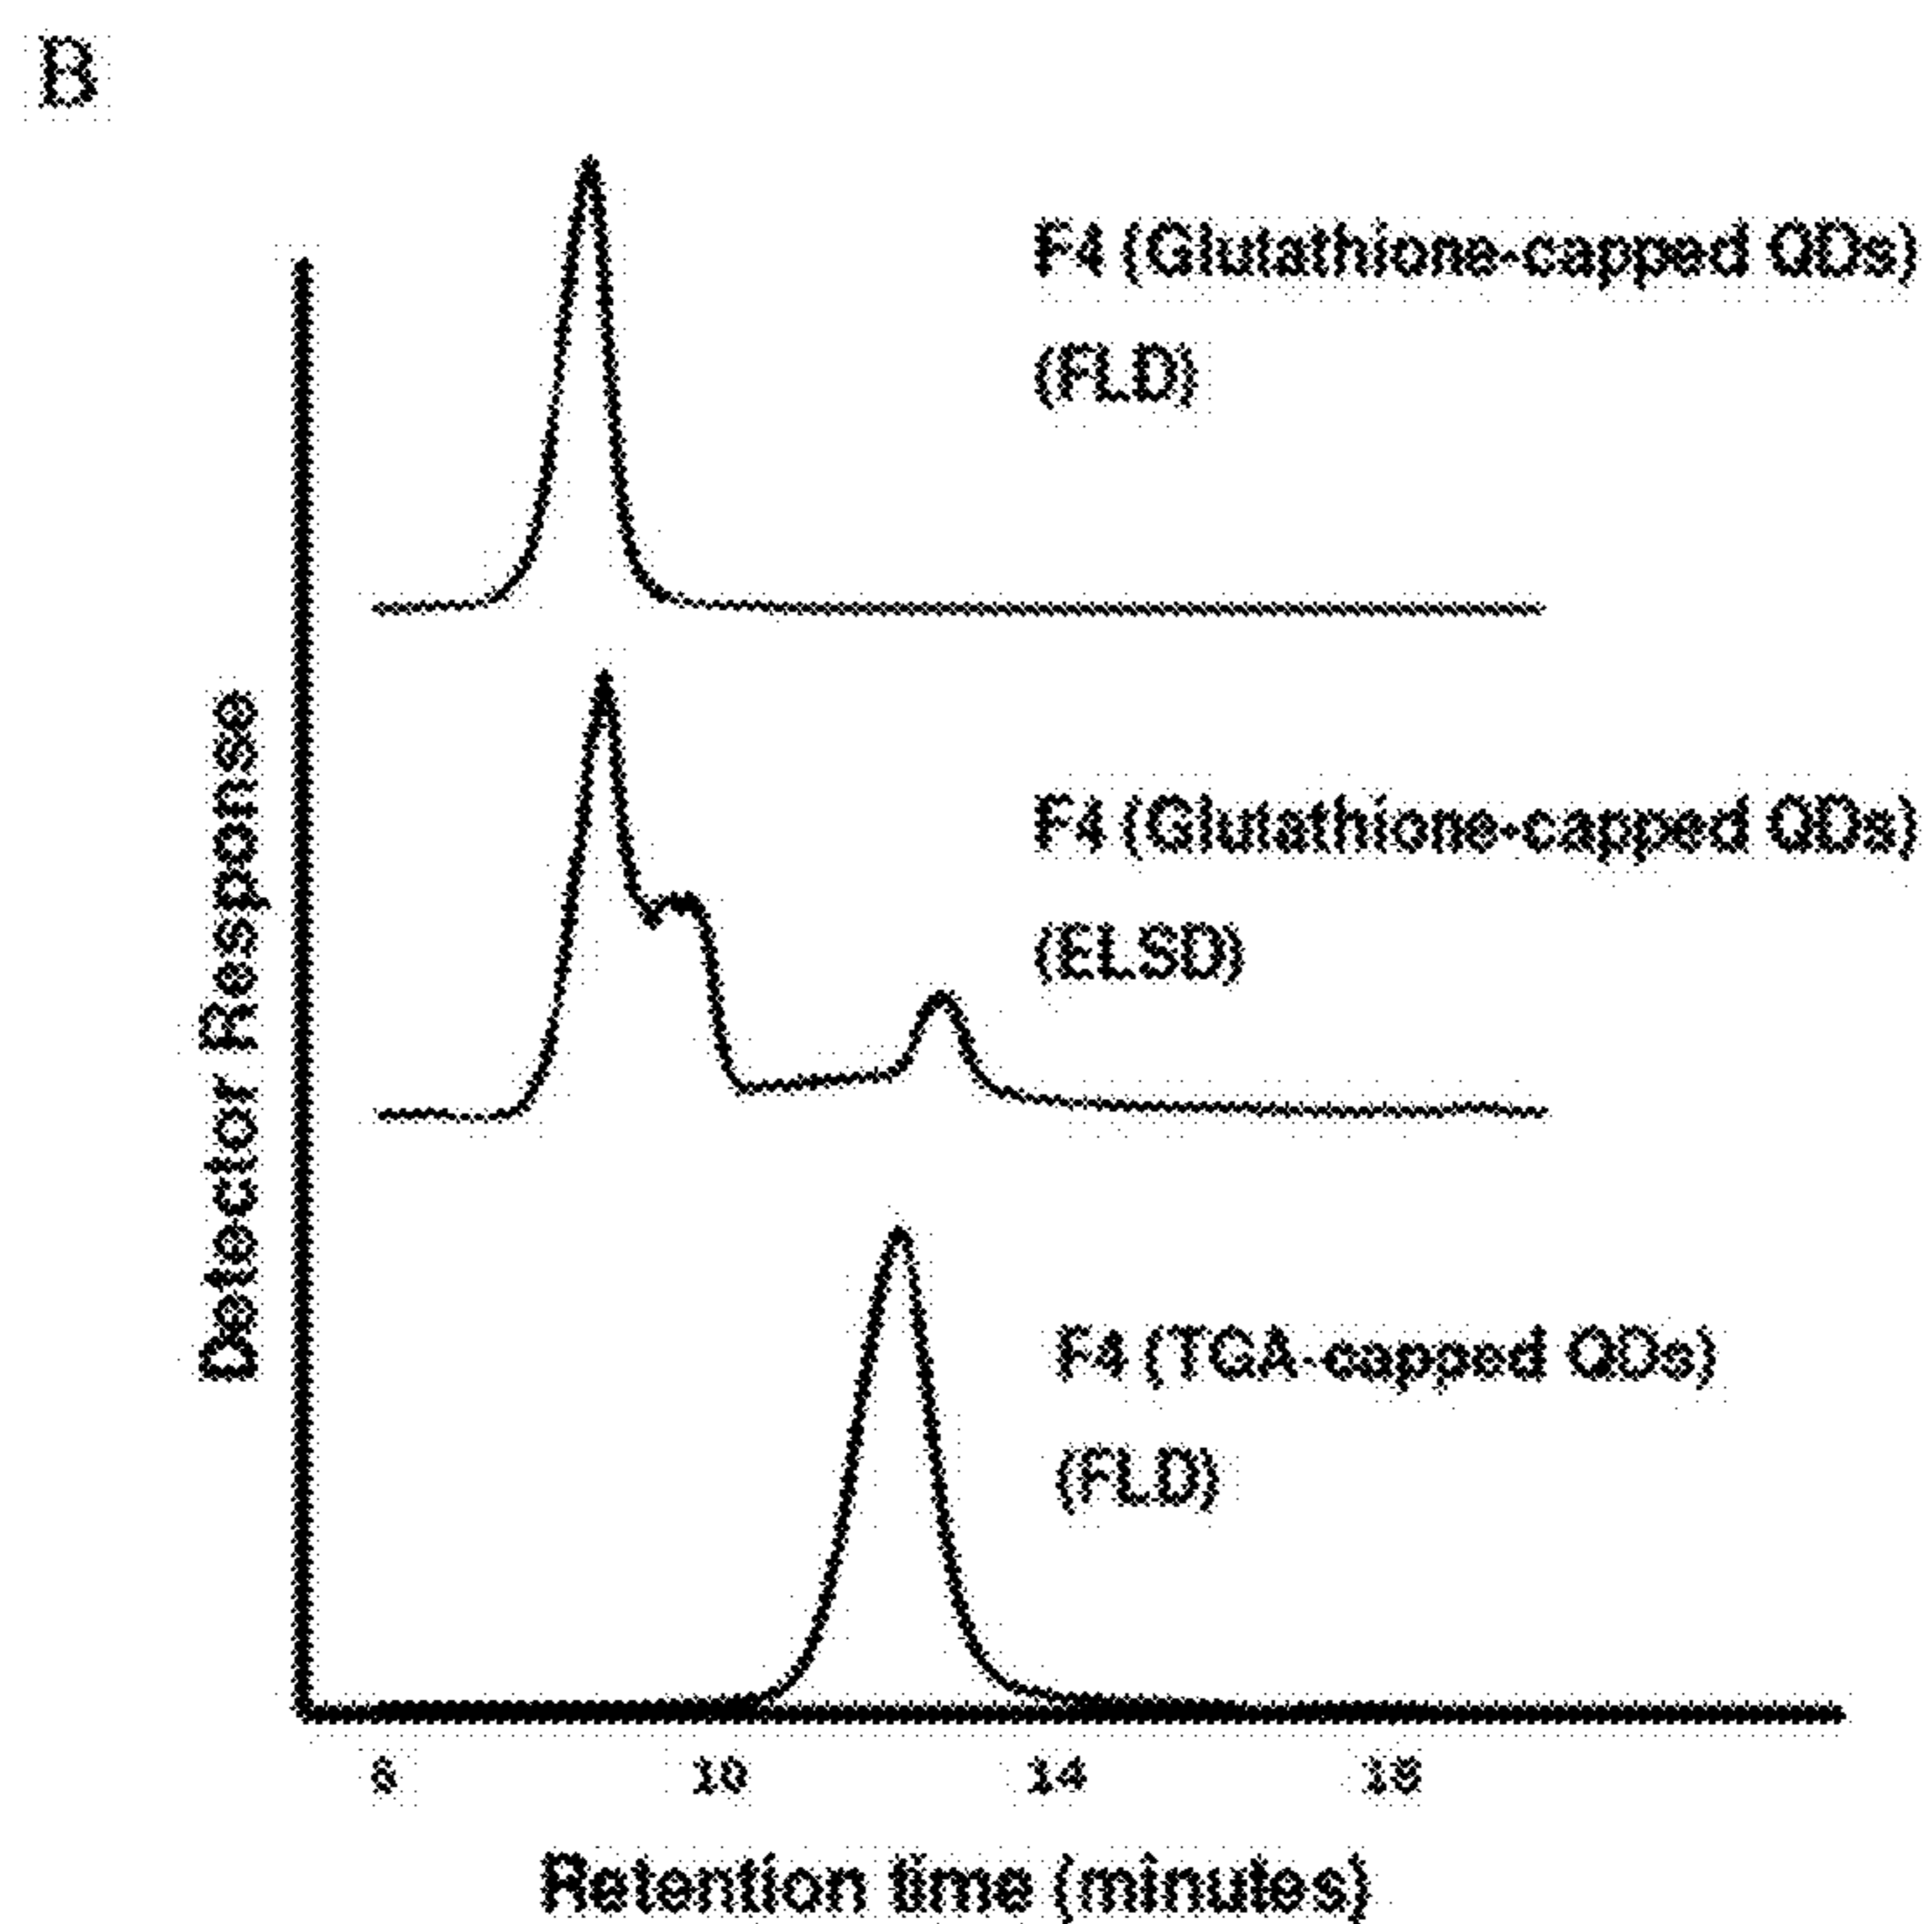 B
F4 (Glutathione-capped QDs)
(FLD)
F4 (Glutathione-capped QDs)
(ELSD)
F4 (TGA-capped QDs)
(FLD)
Detector Response
6 10 14 18
Retention time (minutes)